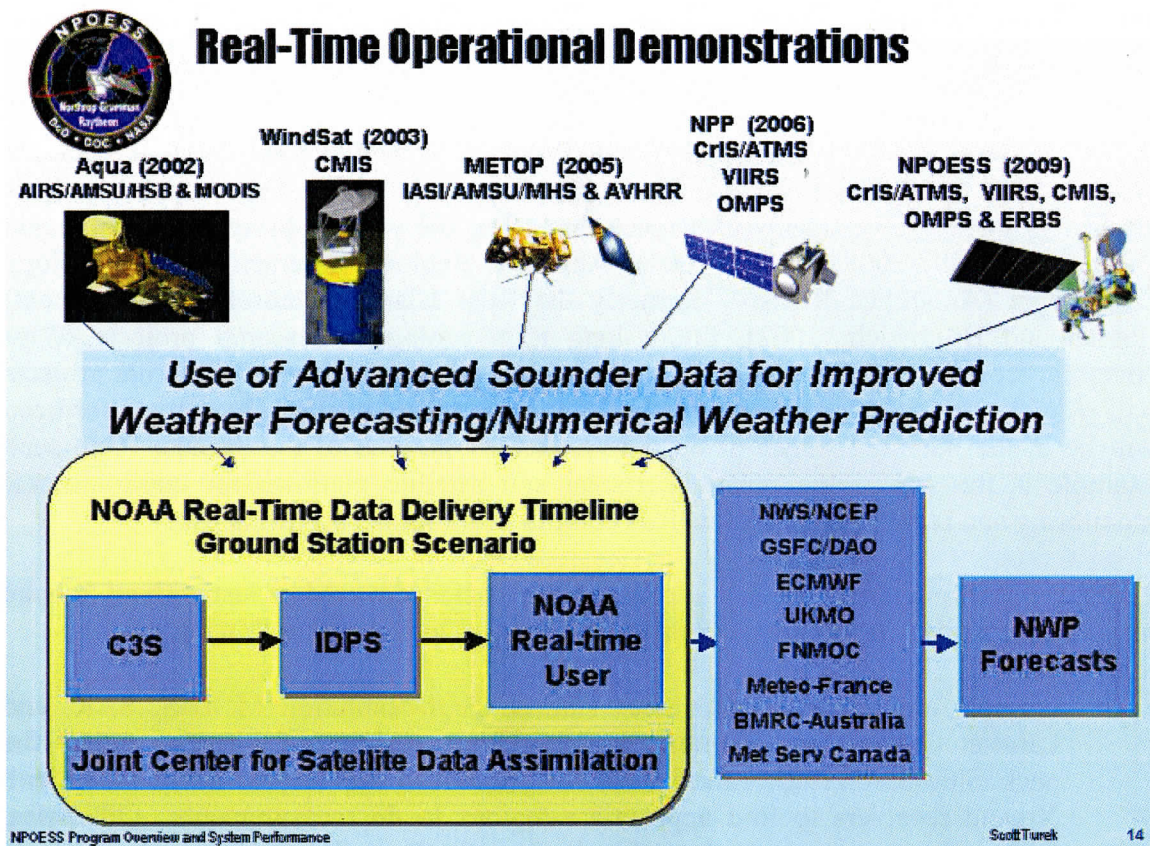 NPOESS
Northrop Grumman
Raytheon
DoD • DOC • NASA
Real-Time Operational Demonstrations
Aqua (2002)
AIRS/AMSU/HSB & MODIS
WindSat (2003)
CMIS
METOP (2005)
IASI/AMSU/MHS & AVHRR
NPP (2006)
CrIS/ATMS
VIIRS
OMPS
NPOESS (2009)
CrIS/ATMS, VIIRS, CMIS,
OMPS & ERBS
Use of Advanced Sounder Data for Improved
Weather Forecasting/Numerical Weather Prediction
NOAA Real-Time Data Delivery Timeline
Ground Station Scenario
C3S
IDPS
NOAA
Real-time
User
Joint Center for Satellite Data Assimilation
NWS/NCEP
GSFC/DAO
ECMWF
UKMO
FNMOC
Meteo-France
BMRC-Australia
Met Serv Canada
NWP
Forecasts
NPOESS Program Overview and System Performance
Scott Turek
14